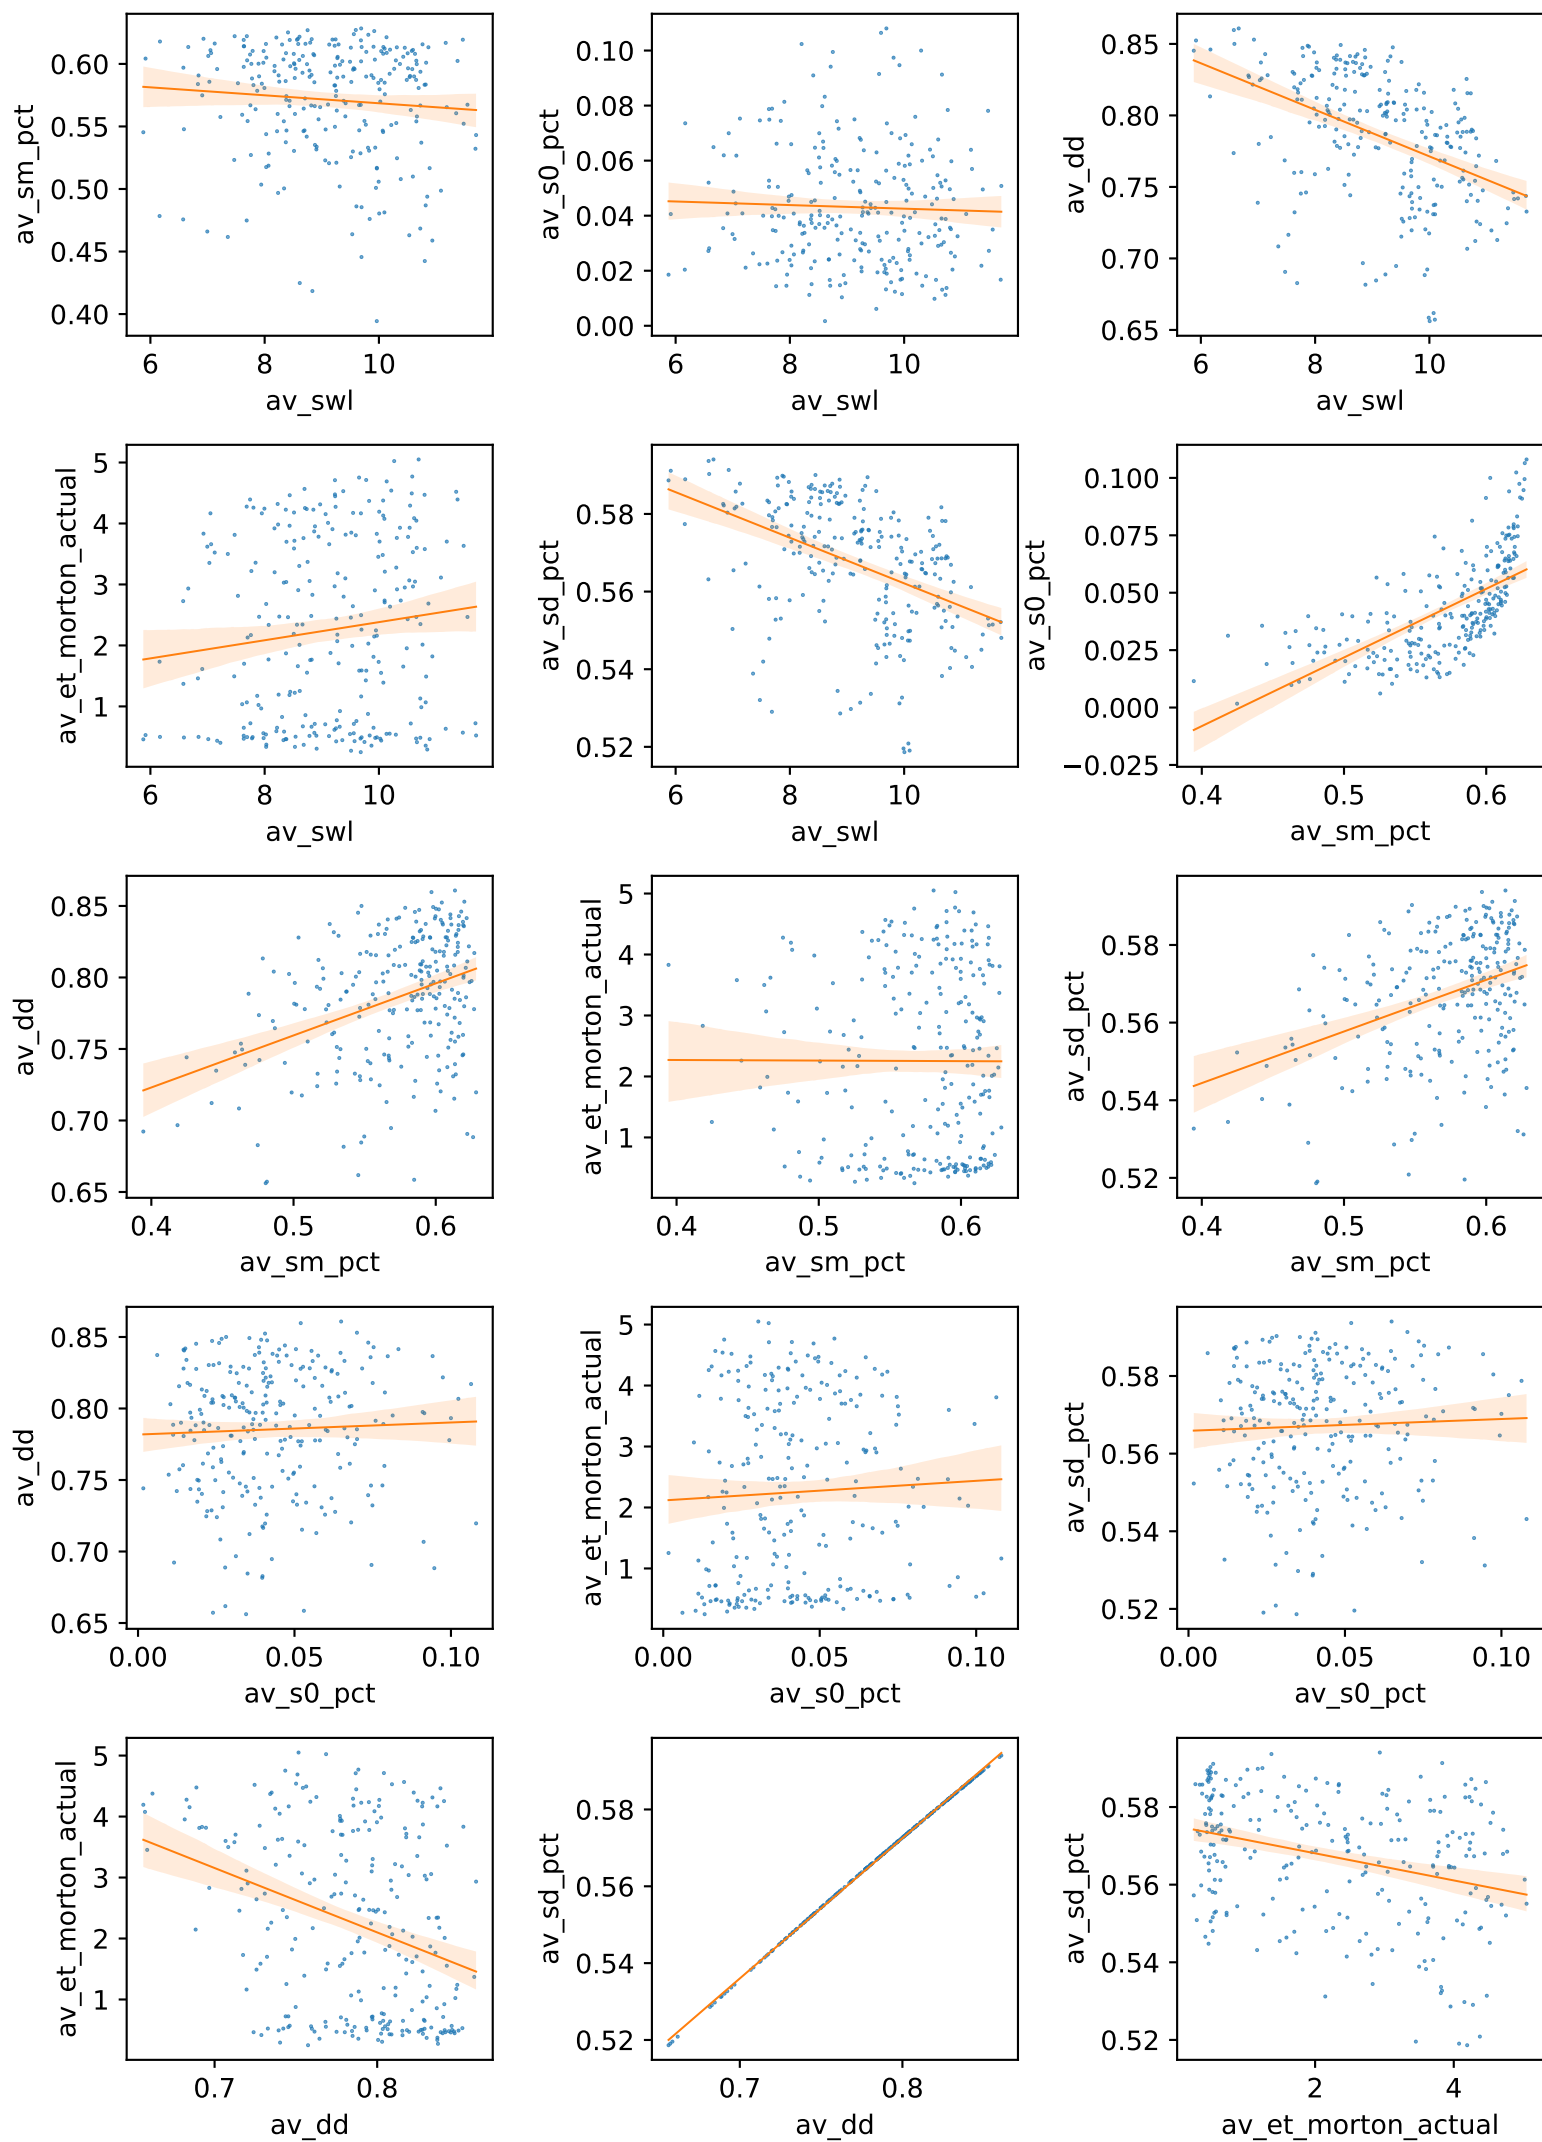 0.60
0.55
0.50
0.45
0.40
av_sm_pct
6 8 10
av_swl
0.10
0.08
0.06
0.04
0.02
0.00
av_s0_pct
6 8 10
av_swl
0.85
0.80
0.75
0.70
0.65
av_dd
6 8 10
av_swl
5
4
3
2
1
av_et_morton_actual
6 8 10
av_swl
0.58
0.56
0.54
0.52
av_sd_pct
6 8 10
av_swl
0.100
0.075
0.050
0.025
0.000
−0.025
av_s0_pct
0.4 0.5 0.6
av_sm_pct
0.85
0.80
0.75
0.70
0.65
av_dd
0.4 0.5 0.6
av_sm_pct
5
4
3
2
1
av_et_morton_actual
0.4 0.5 0.6
av_sm_pct
0.58
0.56
0.54
0.52
av_sd_pct
0.4 0.5 0.6
av_sm_pct
0.85
0.80
0.75
0.70
0.65
av_dd
0.00 0.05 0.10
av_s0_pct
5
4
3
2
1
av_et_morton_actual
0.00 0.05 0.10
av_s0_pct
0.58
0.56
0.54
0.52
av_sd_pct
0.00 0.05 0.10
av_s0_pct
5
4
3
2
1
av_et_morton_actual
0.7 0.8
av_dd
0.58
0.56
0.54
0.52
av_sd_pct
0.7 0.8
av_dd
0.58
0.56
0.54
0.52
av_sd_pct
2 4
av_et_morton_actual